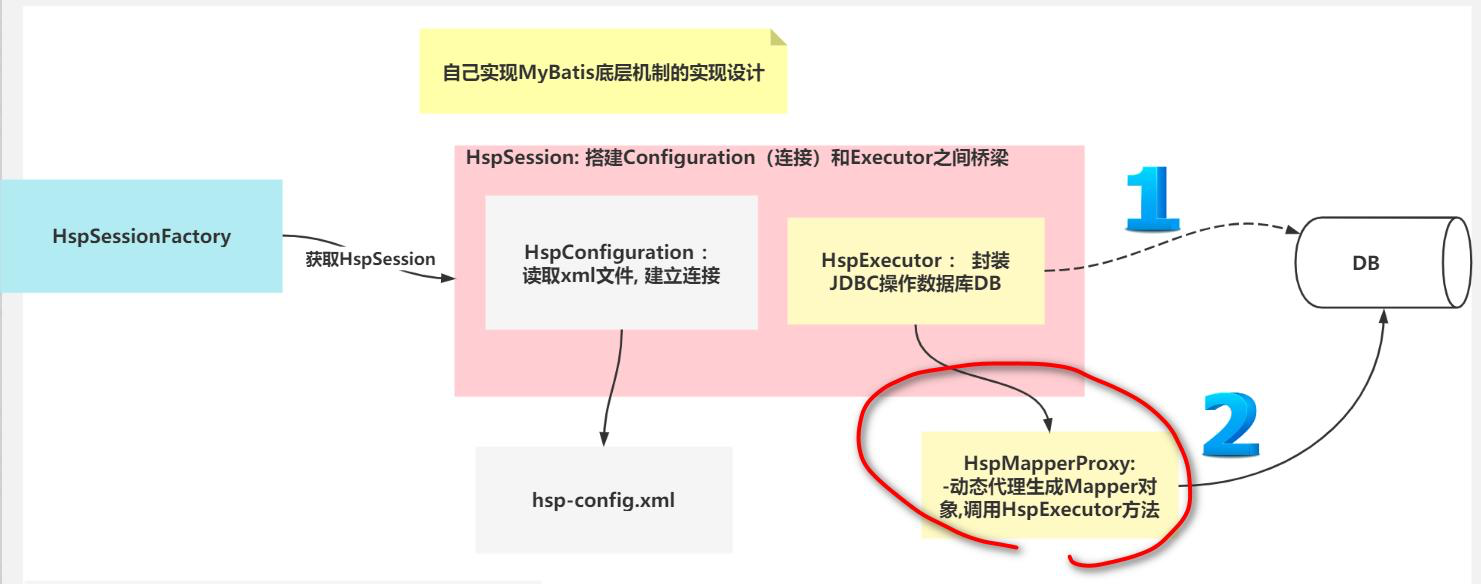 自己实现MyBatis底层机制的实现设计
HspSession: 搭建Configuration（连接）和Executor之间桥梁
HspSessionFactory
获取HspSession
HspConfiguration ：
读取xml文件, 建立连接
HspExecutor ： 封装
JDBC操作数据库DB
1
DB
2
hsp-config.xml
HspMapperProxy:
-动态代理生成Mapper对
象,调用HspExecutor方法